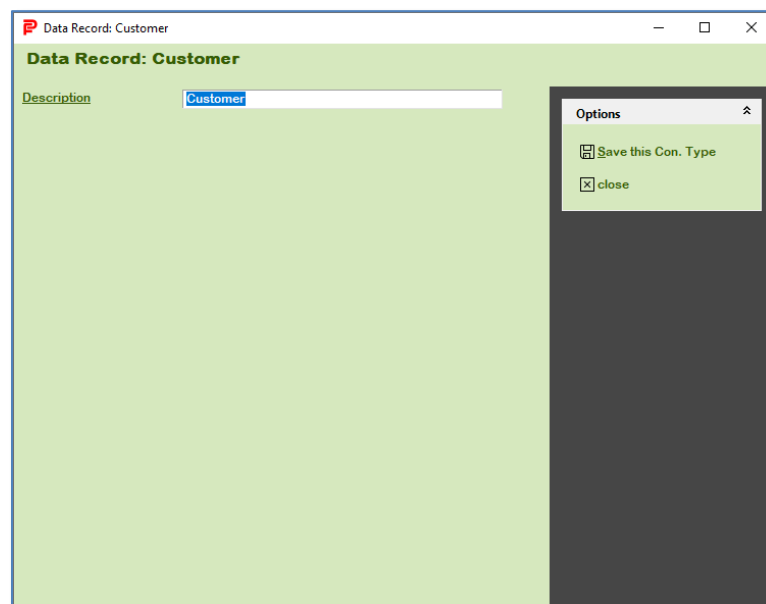 Data Record: Customer
Data Record: Customer
Description
Customer
Options
Save this Con. Type
close